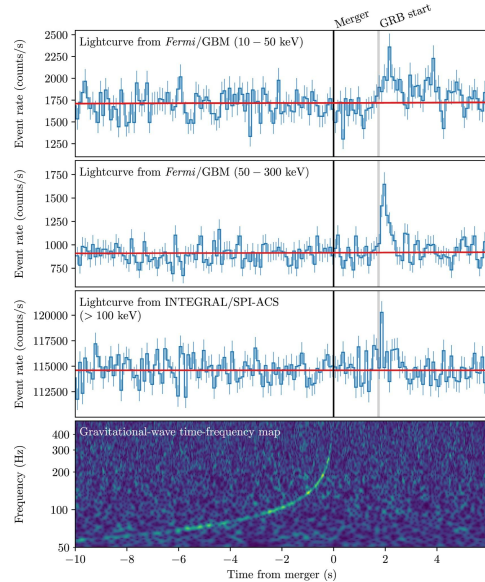 Merger
GRB start
2500
2250
2000
1750
1500
1250
Event rate (counts/s)
Lightcurve from Fermi/GBM (10 − 50 keV)
1750
1500
1250
1000
750
Event rate (counts/s)
Lightcurve from Fermi/GBM (50 − 300 keV)
120000
117500
115000
112500
Event rate (counts/s)
Lightcurve from INTEGRAL/SPI-ACS
(> 100 keV)
400
300
200
100
50
Frequency (Hz)
Gravitational-wave time-frequency map
−10 −8 −6 −4 −2 0 2 4
Time from merger (s)